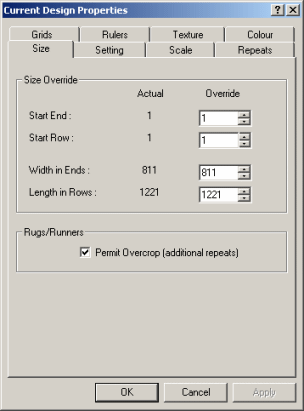 Current Design Properties
Grids Rulers Texture Colour
Size Setting Scale Repeats
Size Override
Actual Override
Start End : 1 1
Start Row : 1 1
Width in Ends : 811 811
Length in Rows : 1221 1221
Rugs/Runners
Permit Overcrop (additional repeats)
OK Cancel Apply